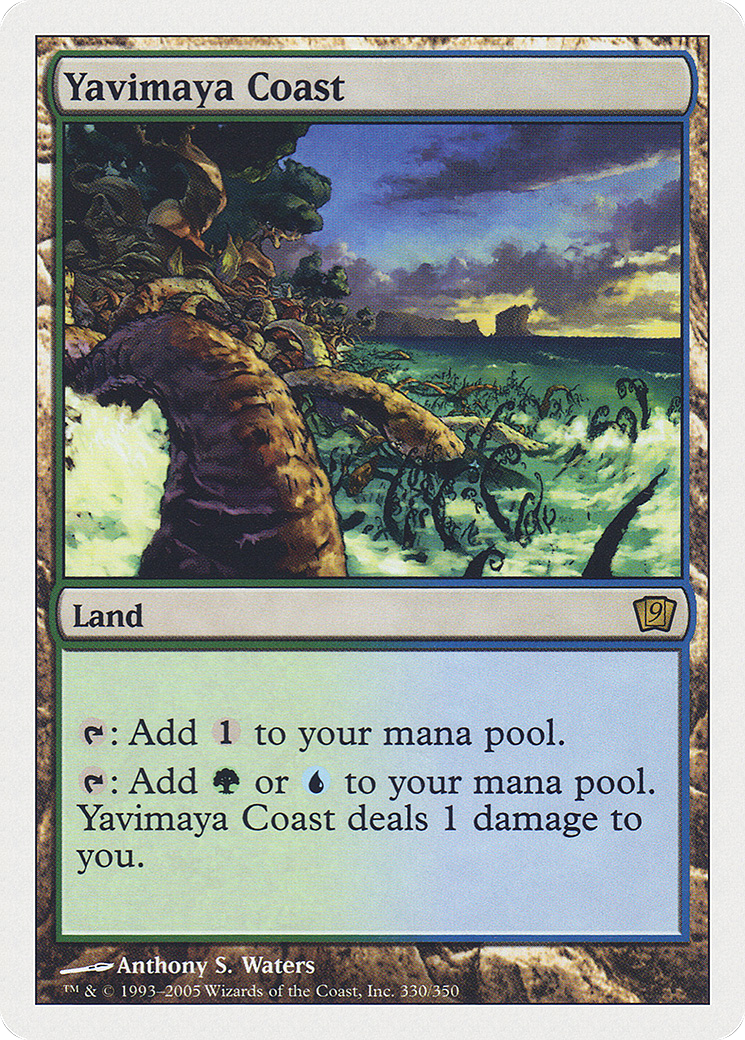 Yavimaya Coast
Land
9
: Add 1 to your mana pool.
: Add or to your mana pool.
Yavimaya Coast deals 1 damage to
you.
Anthony S. Waters
™ & © 1993–2005 Wizards of the Coast, Inc. 330/350